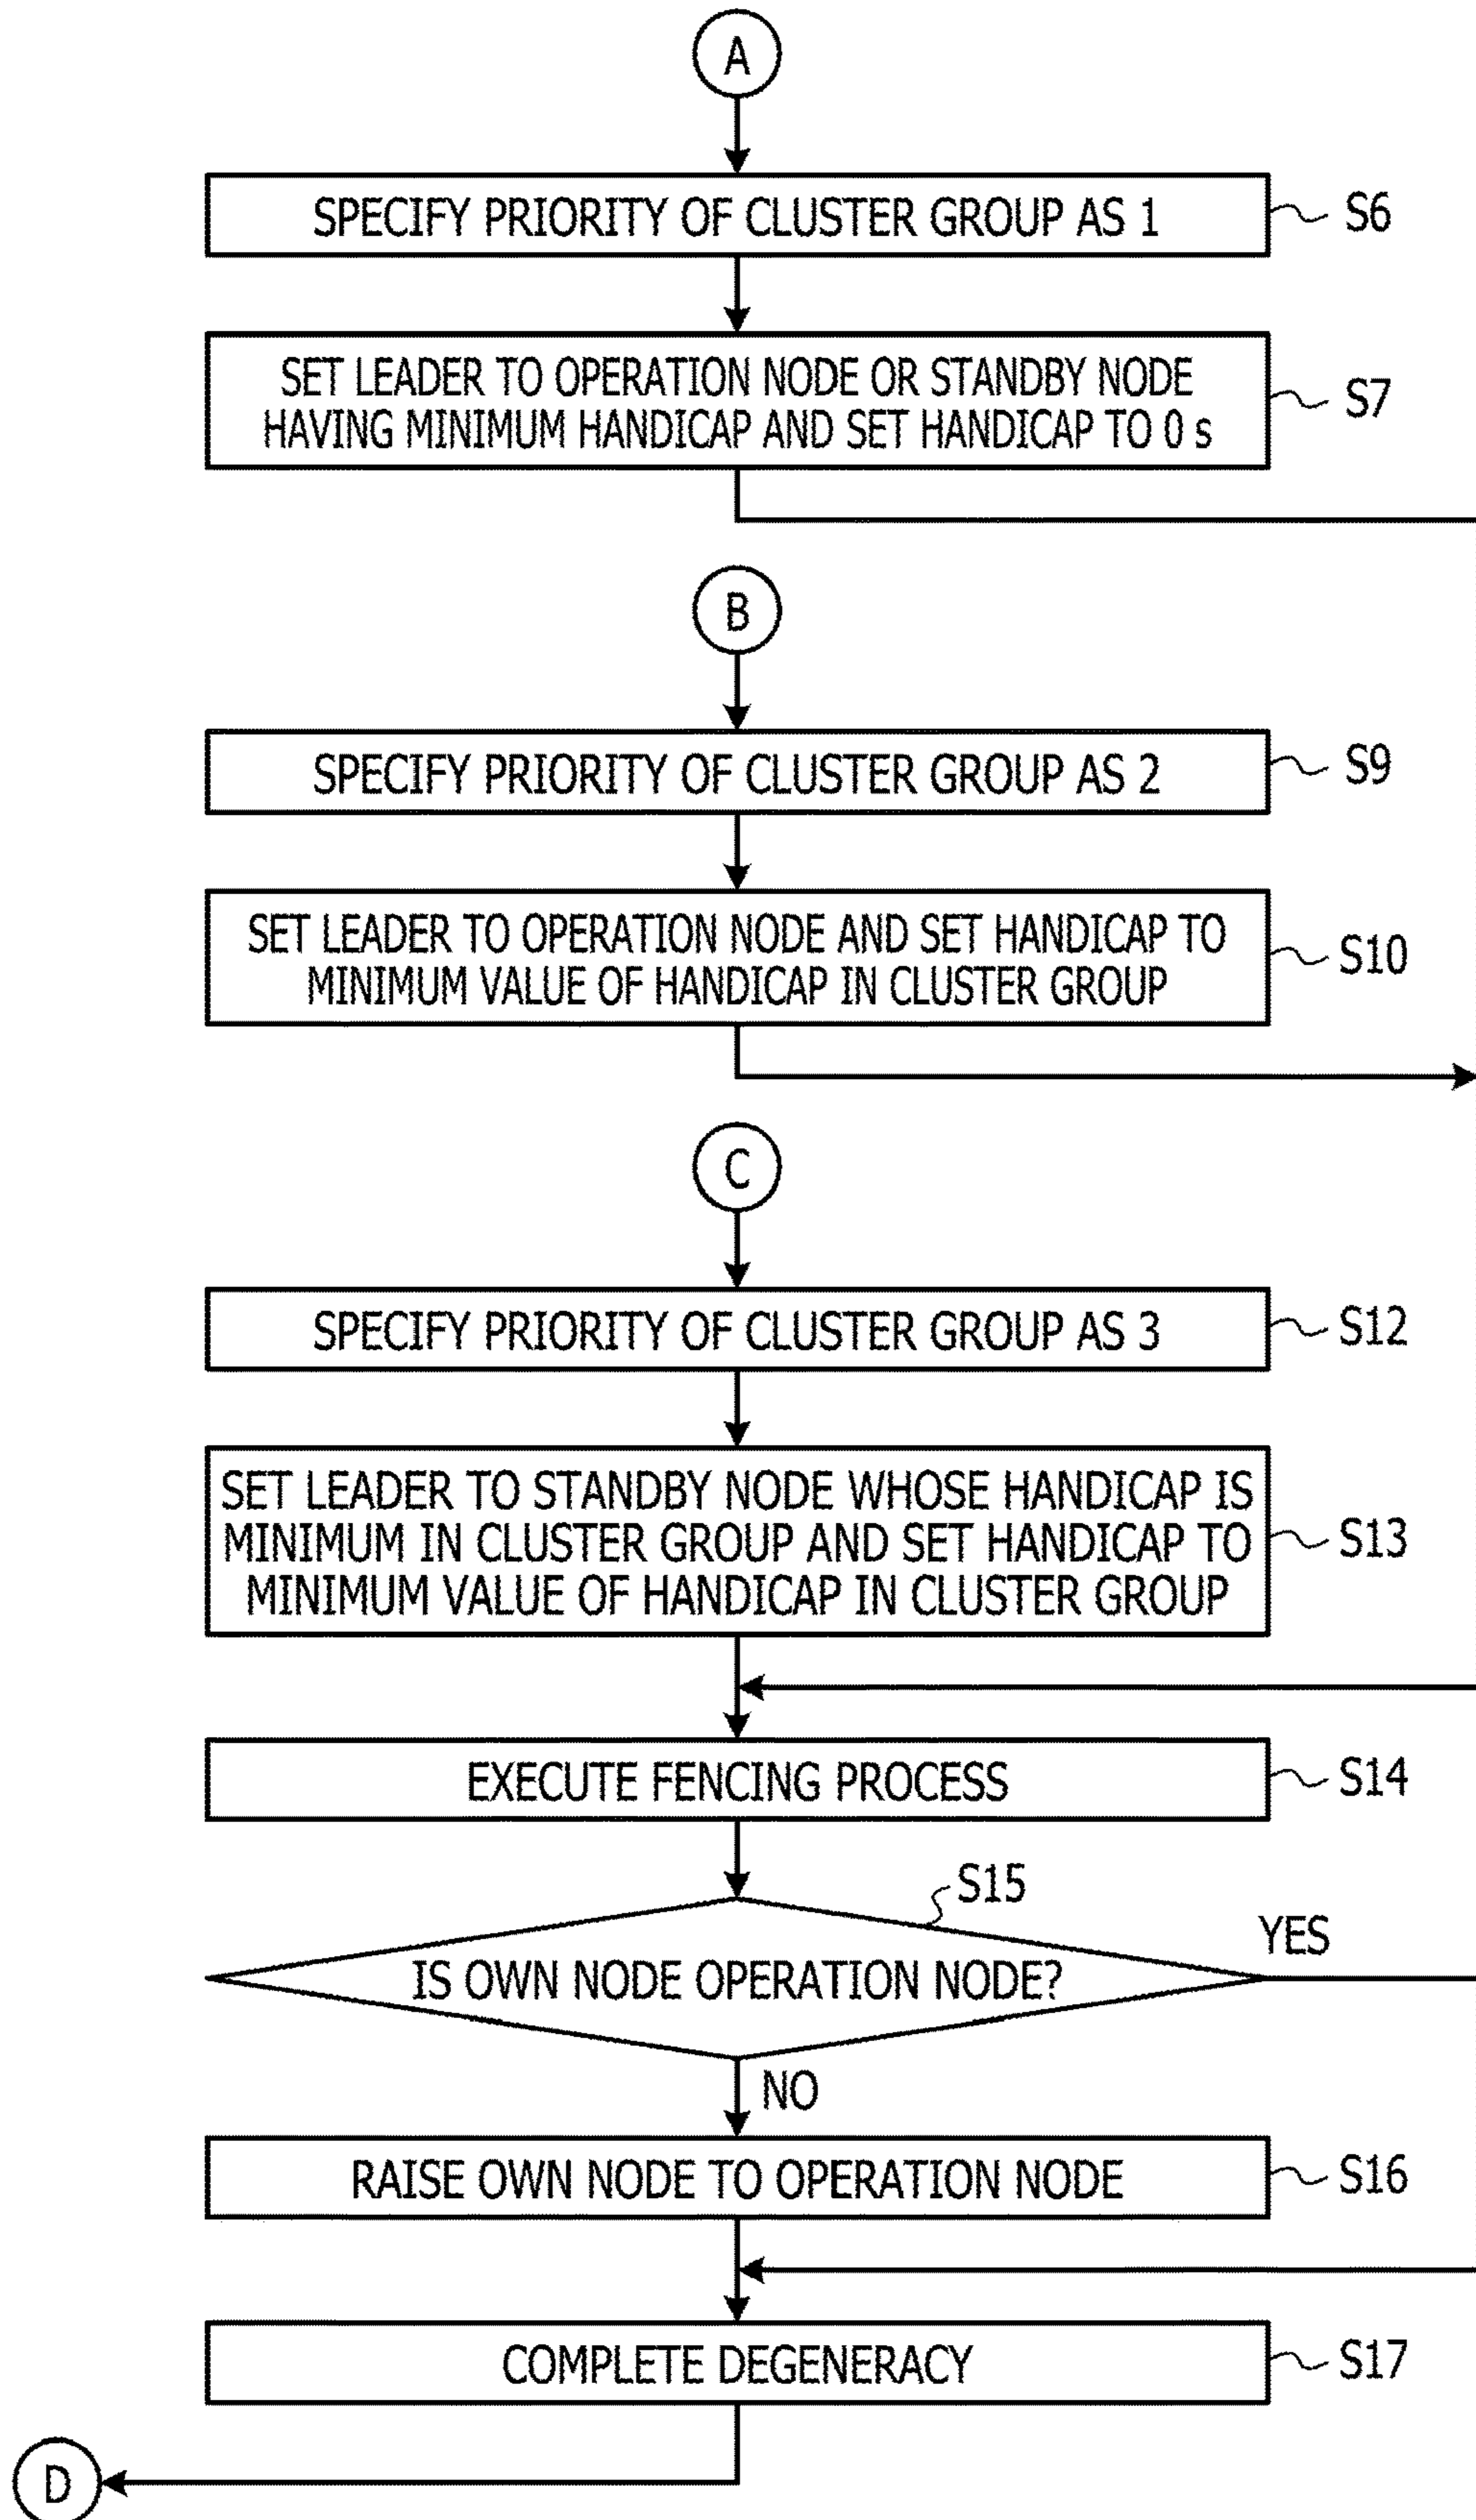 A
SPECIFY PRIORITY OF CLUSTER GROUP AS 1
S6
SET LEADER TO OPERATION NODE OR STANDBY NODE
HAVING MINIMUM HANDICAP AND SET HANDICAP TO 0 s
S7
B
SPECIFY PRIORITY OF CLUSTER GROUP AS 2
S9
SET LEADER TO OPERATION NODE AND SET HANDICAP TO
MINIMUM VALUE OF HANDICAP IN CLUSTER GROUP
S10
C
SPECIFY PRIORITY OF CLUSTER GROUP AS 3
S12
SET LEADER TO STANDBY NODE WHOSE HANDICAP IS
MINIMUM IN CLUSTER GROUP AND SET HANDICAP TO
MINIMUM VALUE OF HANDICAP IN CLUSTER GROUP
S13
EXECUTE FENCING PROCESS
S14
S15
YES
IS OWN NODE OPERATION NODE?
NO
RAISE OWN NODE TO OPERATION NODE
S16
COMPLETE DEGENERACY
S17
D